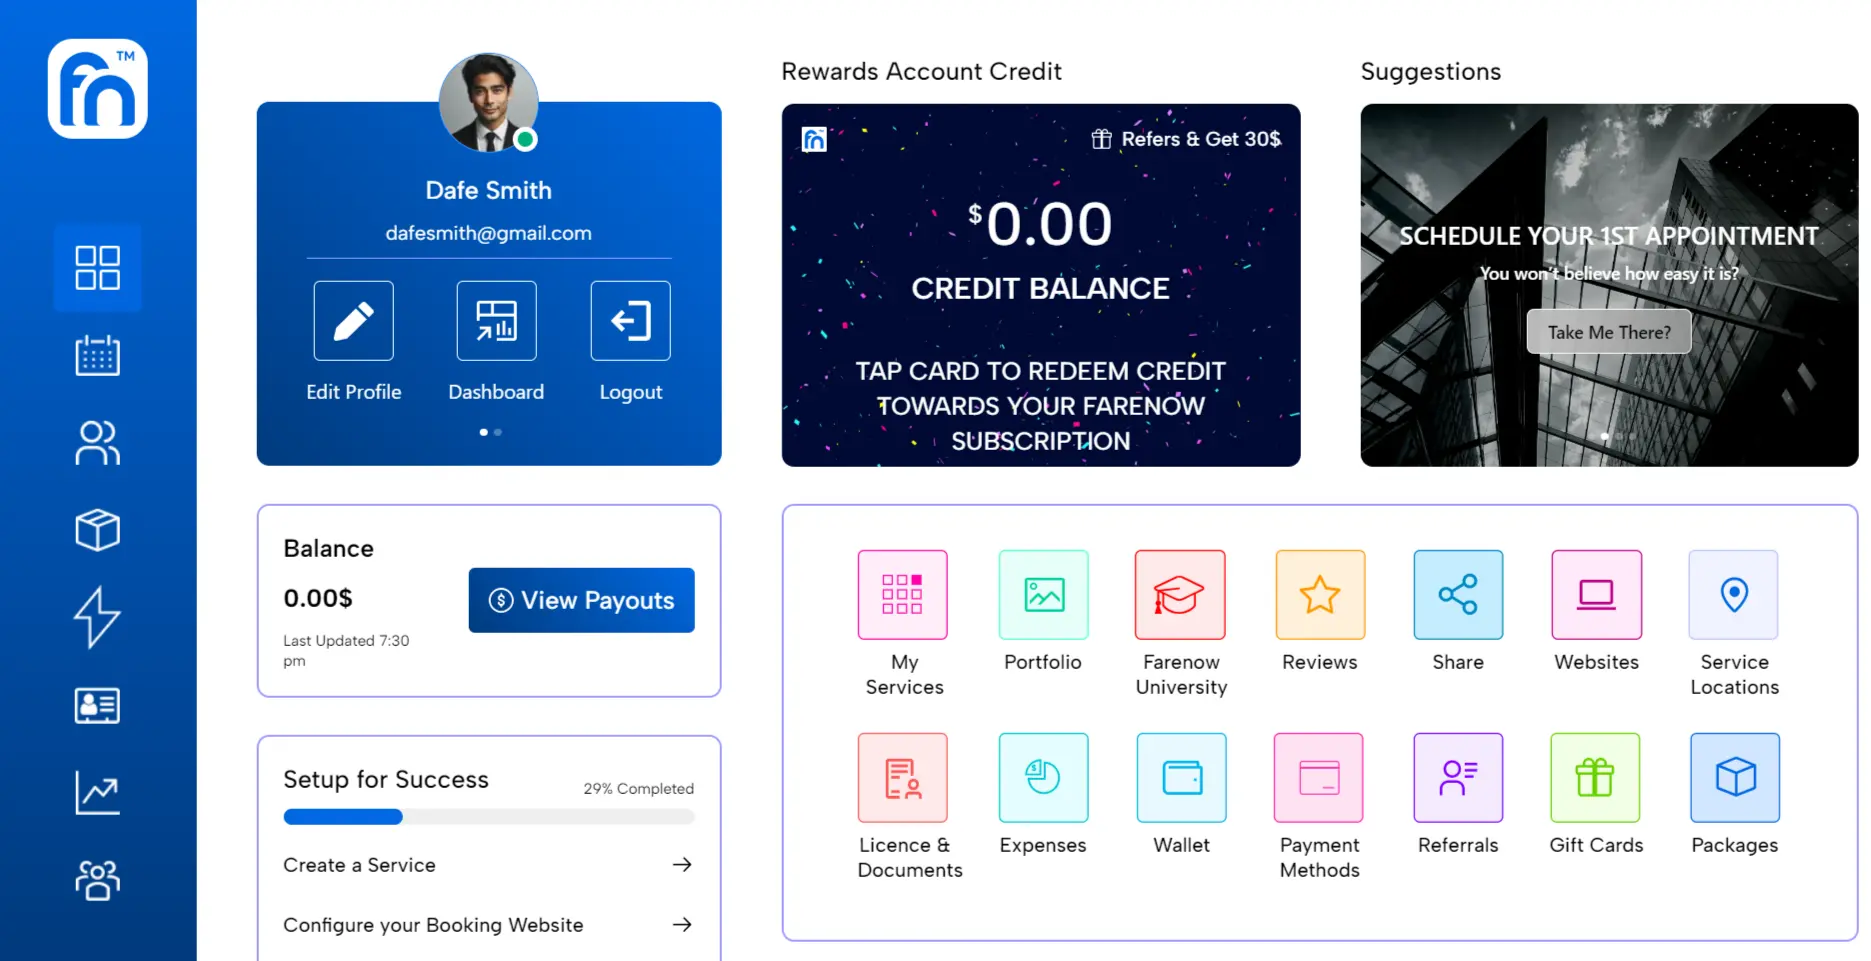 fn™
Dafe Smith
dafesmith@gmail.com
Edit Profile
Dashboard
Logout
Rewards Account Credit
fn
Refers & Get 30$
$0.00
CREDIT BALANCE
TAP CARD TO REDEEM CREDIT
TOWARDS YOUR FARENOW
SUBSCRIPTION
Suggestions
SCHEDULE YOUR 1ST APPOINTMENT
You won't believe how easy it is?
Take Me There?
Balance
0.00$
Last Updated 7:30
pm
$ View Payouts
Setup for Success
29% Completed
Create a Service
Configure your Booking Website
My
Services
Portfolio
Farenow
University
Reviews
Share
Websites
Service
Locations
Licence &
Documents
$
Expenses
Wallet
Payment
Methods
Referrals
Gift Cards
Packages